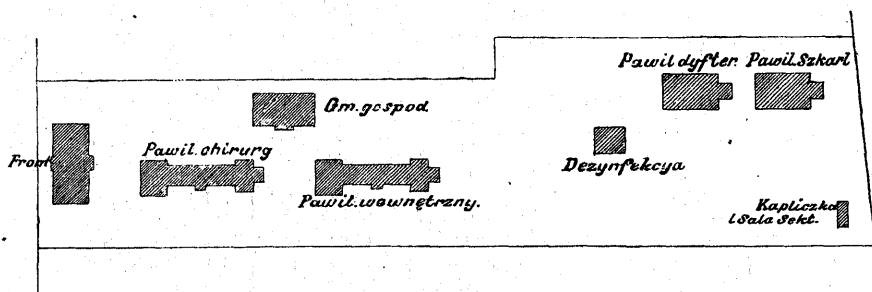 Pawil dyfter. Pawil. Szkarl
Gm. gospod.
Front
Pawil. chirurg
Dezynfekcya
Pawil. wewnętrzny.
Kapliczka
i Sala Sekt.